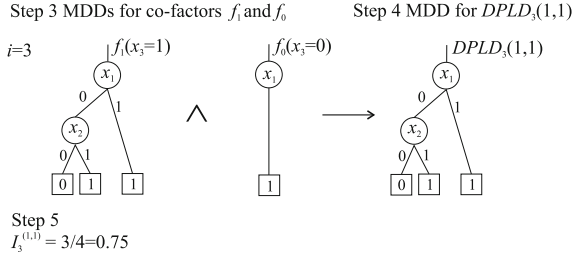 Step 3 MDDs for co-factors f₁ and f₀
Step 4 MDD for DPLD₃(1,1)
i=3
f₁(x₃=1)
f₀(x₃=0)
DPLD₃(1,1)
x₁
x₁
x₁
0 1
0 1
x₂
∧
x₂
0 1
0 1
0 1 1
1
0 1 1
Step 5
I₃⁽¹,¹⁾ = 3/4=0.75